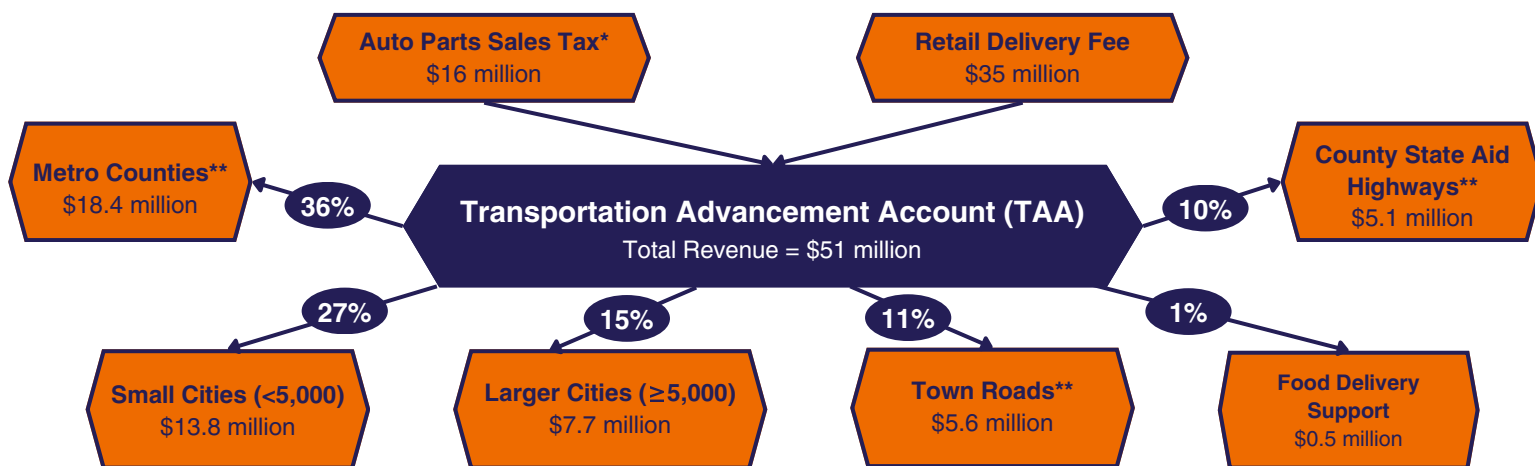 Auto Parts Sales Tax*
$16 million
Retail Delivery Fee
$35 million
Metro Counties**
$18.4 million
36%
Transportation Advancement Account (TAA)
Total Revenue = $51 million
10%
County State Aid
Highways**
$5.1 million
27%
15%
11%
1%
Small Cities (<5,000)
$13.8 million
Larger Cities (≥5,000)
$7.7 million
Town Roads**
$5.6 million
Food Delivery
Support
$0.5 million